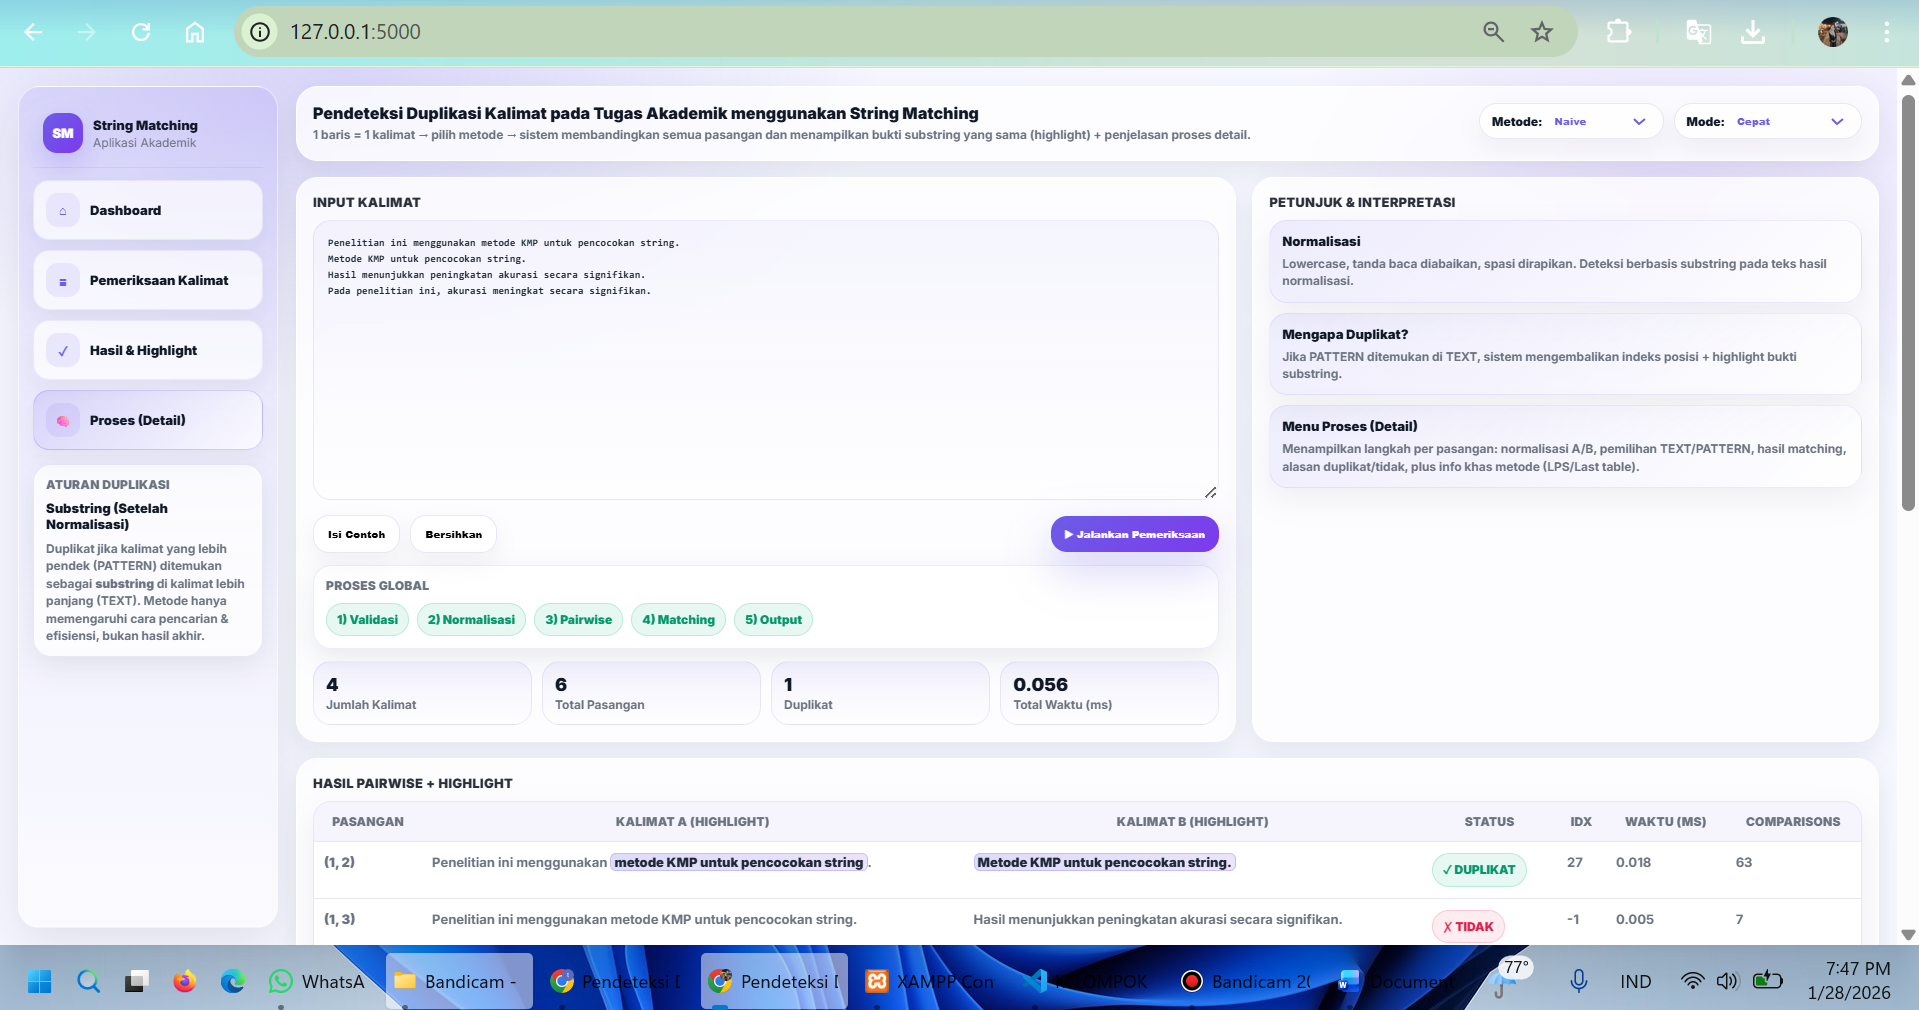 127.0.0.1:5000
SM
String Matching
Aplikasi Akademik
Dashboard
Pemeriksaan Kalimat
Hasil & Highlight
Proses (Detail)
ATURAN DUPLIKASI
Substring (Setelah
Normalisasi)
Duplikat jika kalimat yang lebih
pendek (PATTERN) ditemukan
sebagai substring di kalimat lebih
panjang (TEXT). Metode hanya
memengaruhi cara pencarian &
efisiensi, bukan hasil akhir.
Pendeteksi Duplikasi Kalimat pada Tugas Akademik menggunakan String Matching
1 baris = 1 kalimat → pilih metode → sistem membandingkan semua pasangan dan menampilkan bukti substring yang sama (highlight) + penjelasan proses detail.
Metode: Naive
Mode: Cepat
INPUT KALIMAT
Penelitian ini menggunakan metode KMP untuk pencocokan string.
Metode KMP untuk pencocokan string.
Hasil menunjukkan peningkatan akurasi secara signifikan.
Pada penelitian ini, akurasi meningkat secara signifikan.
Isi Contoh
Bersihkan
▶ Jalankan Pemeriksaan
PROSES GLOBAL
1) Validasi
2) Normalisasi
3) Pairwise
4) Matching
5) Output
4
Jumlah Kalimat
6
Total Pasangan
1
Duplikat
0.056
Total Waktu (ms)
PETUNJUK & INTERPRETASI
Normalisasi
Lowercase, tanda baca diabaikan, spasi dirapikan. Deteksi berbasis substring pada teks hasil
normalisasi.
Mengapa Duplikat?
Jika PATTERN ditemukan di TEXT, sistem mengembalikan indeks posisi + highlight bukti
substring.
Menu Proses (Detail)
Menampilkan langkah per pasangan: normalisasi A/B, pemilihan TEXT/PATTERN, hasil matching,
alasan duplikat/tidak, plus info khas metode (LPS/Last table).
HASIL PAIRWISE + HIGHLIGHT
PASANGAN KALIMAT A (HIGHLIGHT) KALIMAT B (HIGHLIGHT) STATUS IDX WAKTU (MS) COMPARISONS
(1, 2) Penelitian ini menggunakan metode KMP untuk pencocokan string. Metode KMP untuk pencocokan string. ✓ DUPLIKAT 27 0.018 63
(1, 3) Penelitian ini menggunakan metode KMP untuk pencocokan string. Hasil menunjukkan peningkatan akurasi secara signifikan. ✗ TIDAK -1 0.005 7
WhatsA
Bandicam -
Pendeteksi D
Pendeteksi D
XAMPP Con
Bandicam 20
Document
77°
IND
7:47 PM
1/28/2026